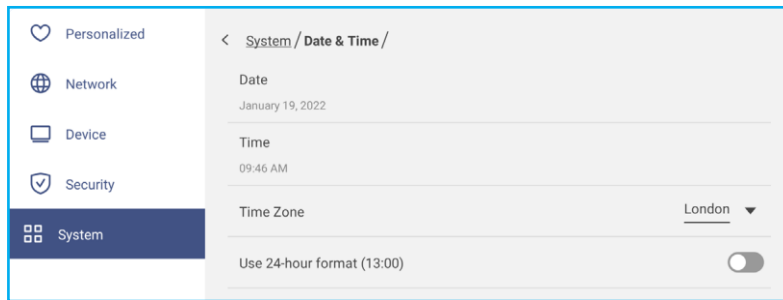 Personalized
Network
Device
Security
System
< System / Date & Time /
Date
January 19, 2022
Time
09:46 AM
Time Zone
London
Use 24-hour format (13:00)